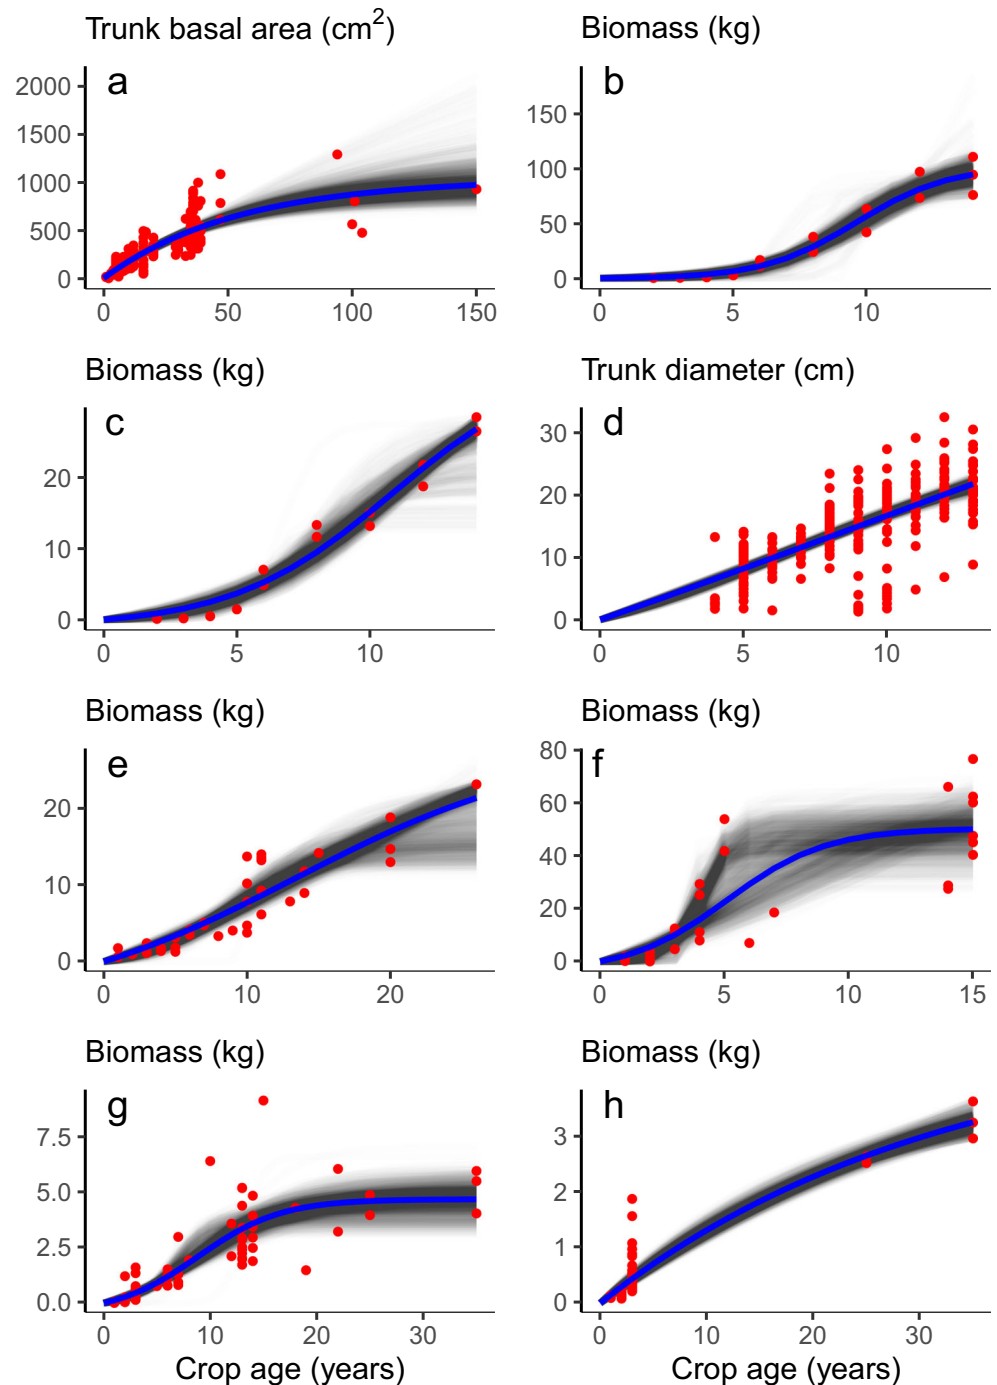 Trunk basal area (cm²)
a
2000
1500
1000
500
0
0 50 100 150
Biomass (kg)
b
150
100
50
0
0 5 10
Biomass (kg)
c
20
10
0
0 5 10
Trunk diameter (cm)
d
30
20
10
0
0 5 10
Biomass (kg)
e
20
10
0
0 10 20
Biomass (kg)
f
80
60
40
20
0
0 5 10 15
Biomass (kg)
g
7.5
5.0
2.5
0.0
0 10 20 30
Crop age (years)
Biomass (kg)
h
3
2
1
0
0 10 20 30
Crop age (years)